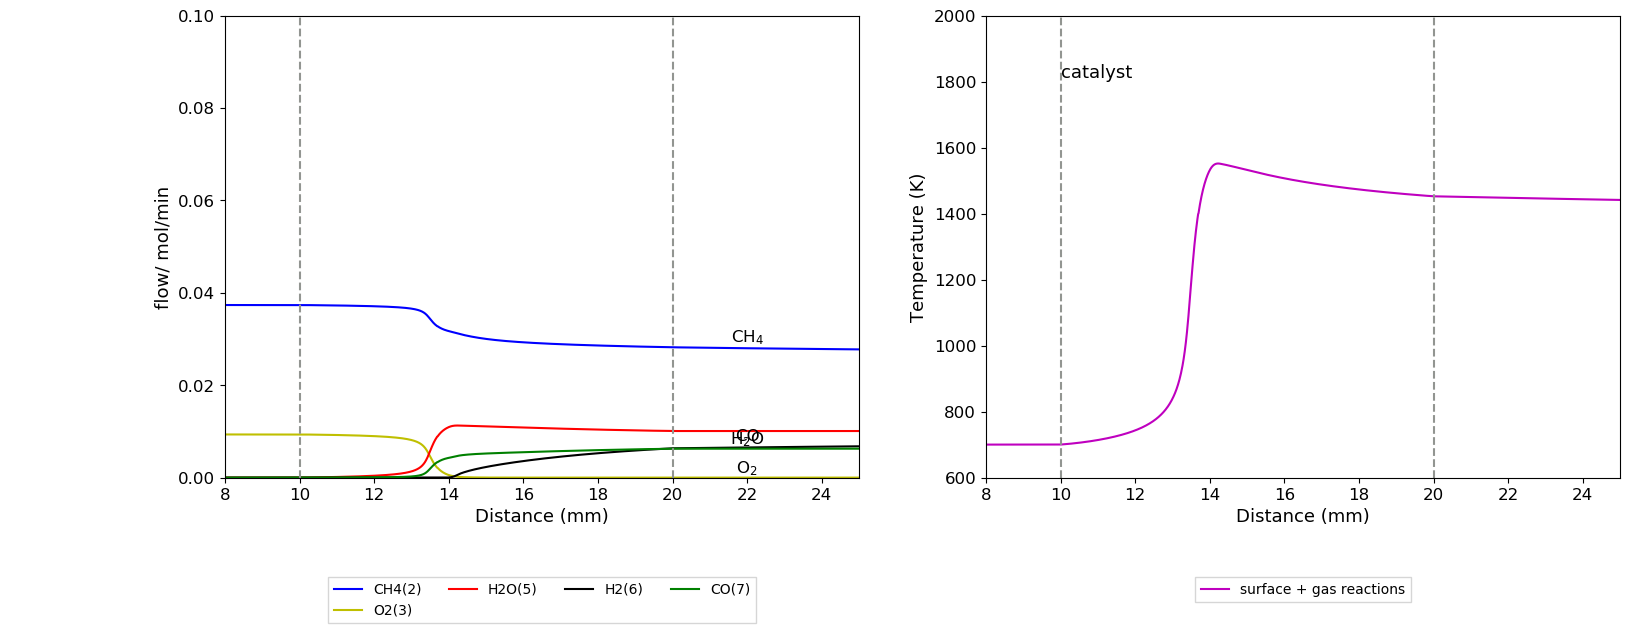 0.10
0.08
0.06
0.04
0.02
0.00
flow/ mol/min
CH4
CO
H2O
O2
8 10 12 14 16 18 20 22 24
Distance (mm)
CH4(2) H2O(5) H2(6) CO(7)
O2(3)
2000
1800
1600
1400
1200
1000
800
600
Temperature (K)
catalyst
8 10 12 14 16 18 20 22 24
Distance (mm)
surface + gas reactions